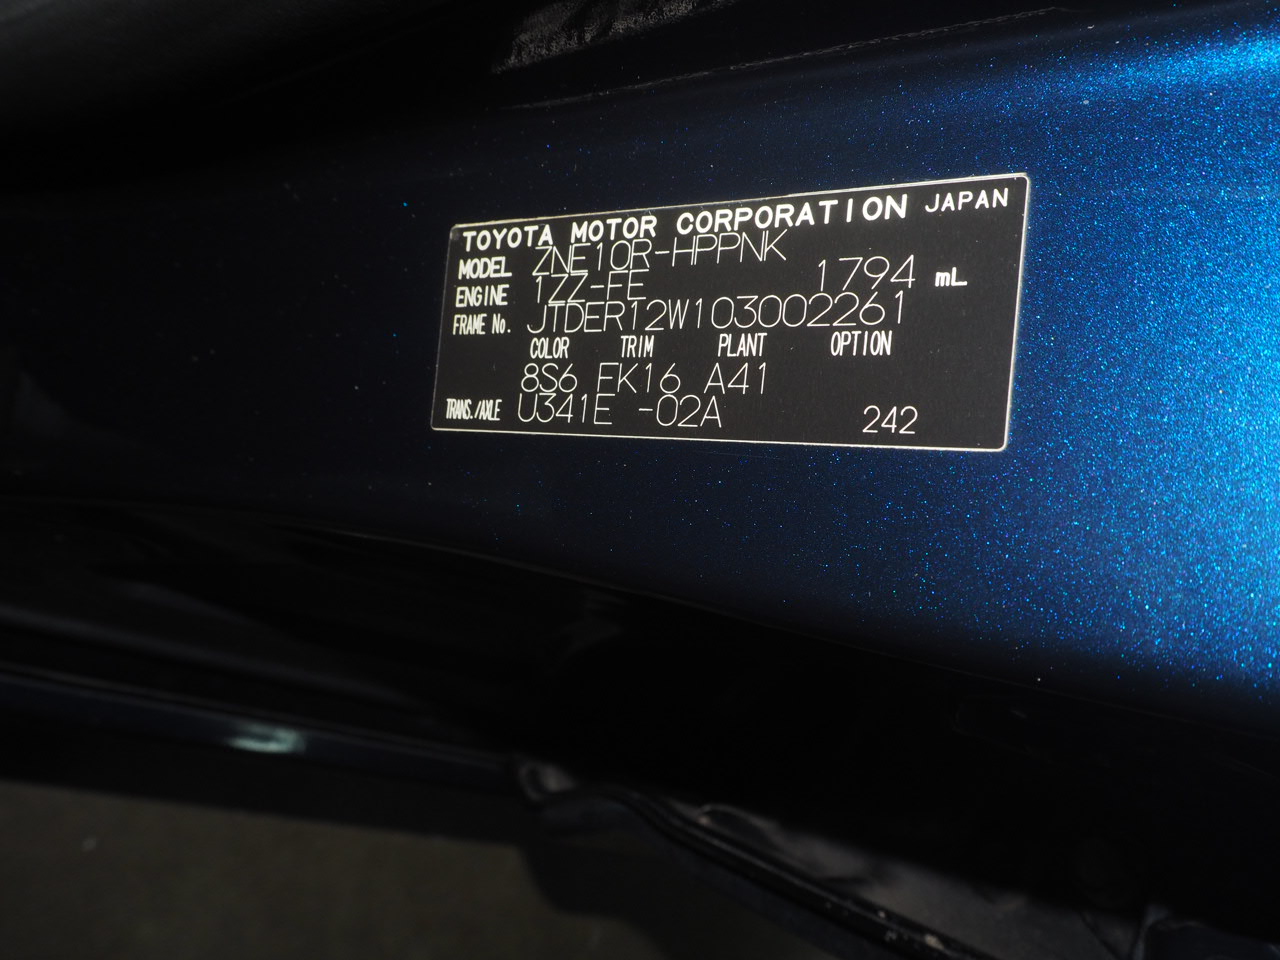 TOYOTA MOTOR CORPORATION JAPAN
MODEL ZNE10R-HPPNK
ENGINE 1ZZ-FE 1794 mL
FRAME No. JTDER12W103002261
COLOR TRIM PLANT OPTION
8S6 FK16 A41
TRANS./AXLE U341E -02A 242